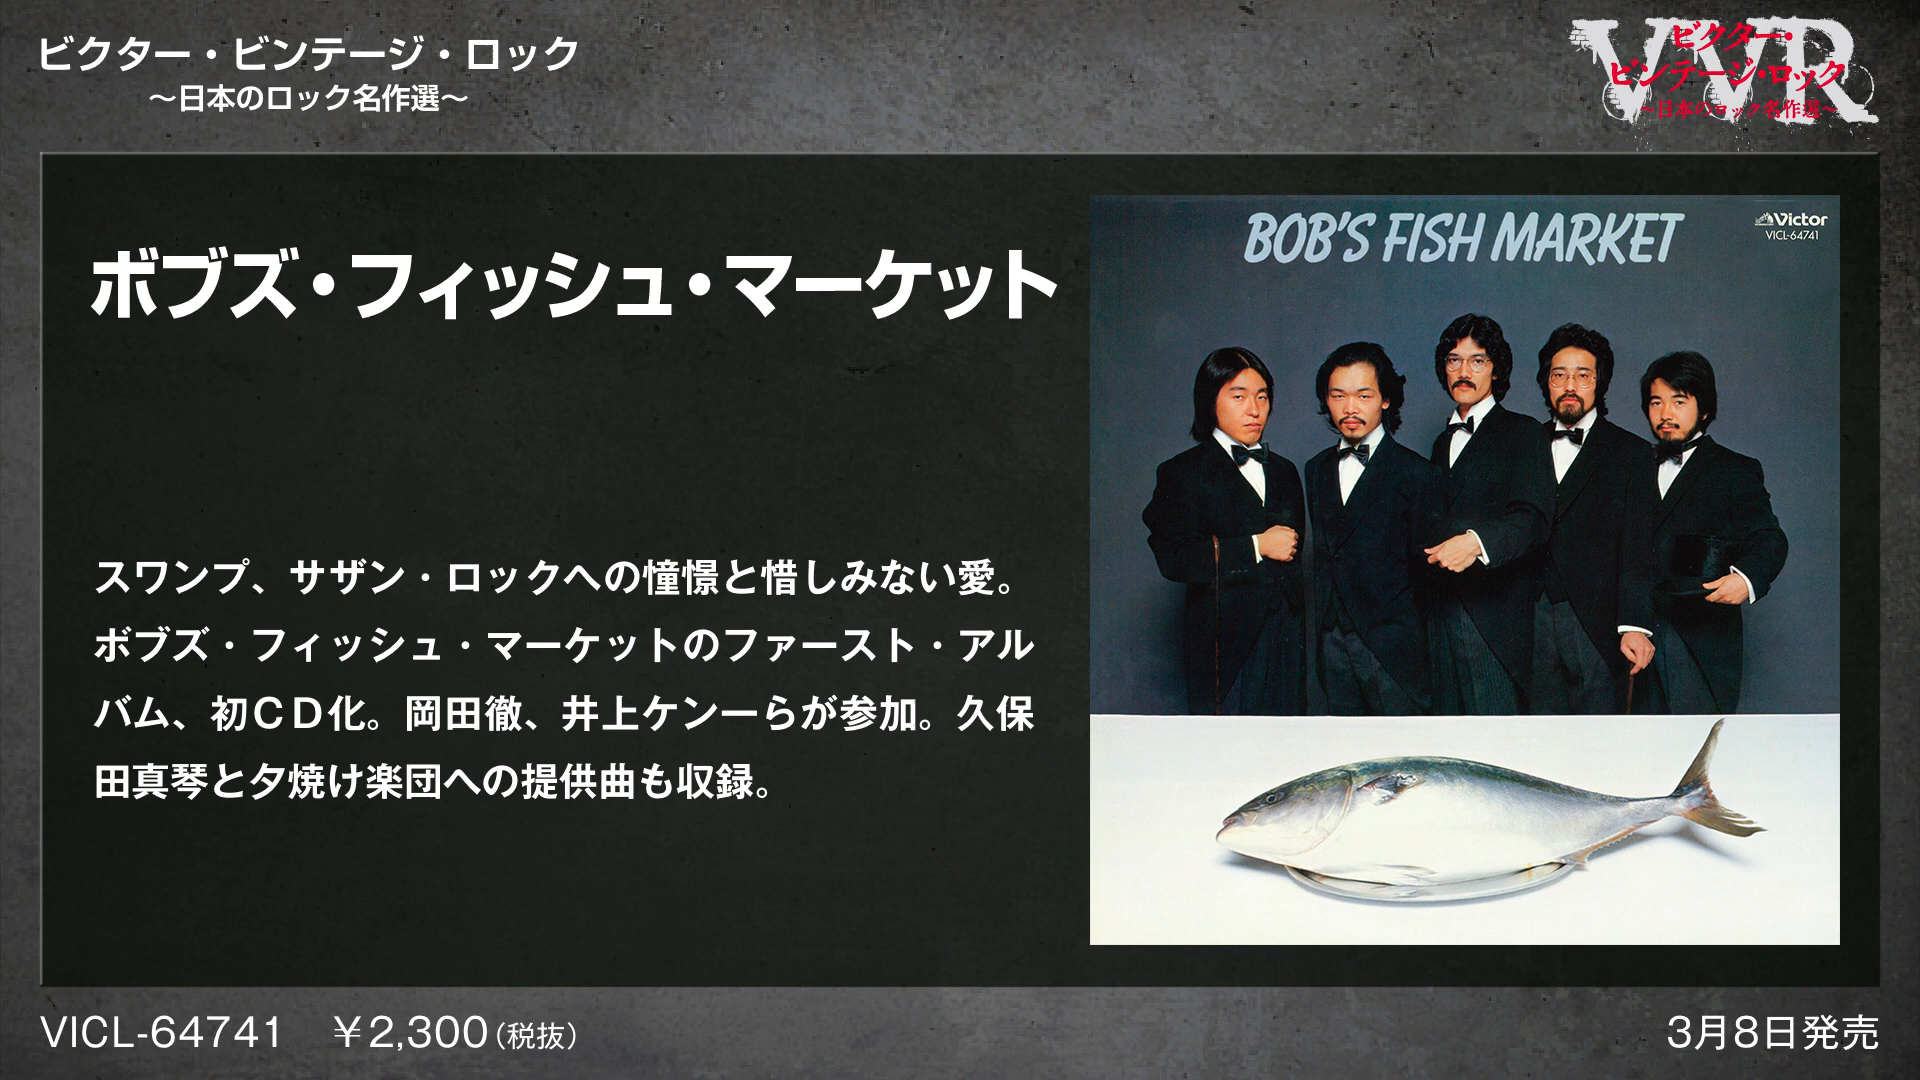 ビクター・ビンテージ・ロック
〜日本のロック名作選〜
VVR
ビクター・
ビンテージ・ロック
〜日本のロック名作選〜
ボブズ・フィッシュ・マーケット
スワンプ、サザン・ロックへの憧憬と惜しみない愛。
ボブズ・フィッシュ・マーケットのファースト・アル
バム、初ＣＤ化。岡田徹、井上ケン一らが参加。久保
田真琴と夕焼け楽団への提供曲も収録。
BOB'S FISH MARKET
Victor
VICL-64741
VICL-64741 ￥2,300(税抜)
3月8日発売